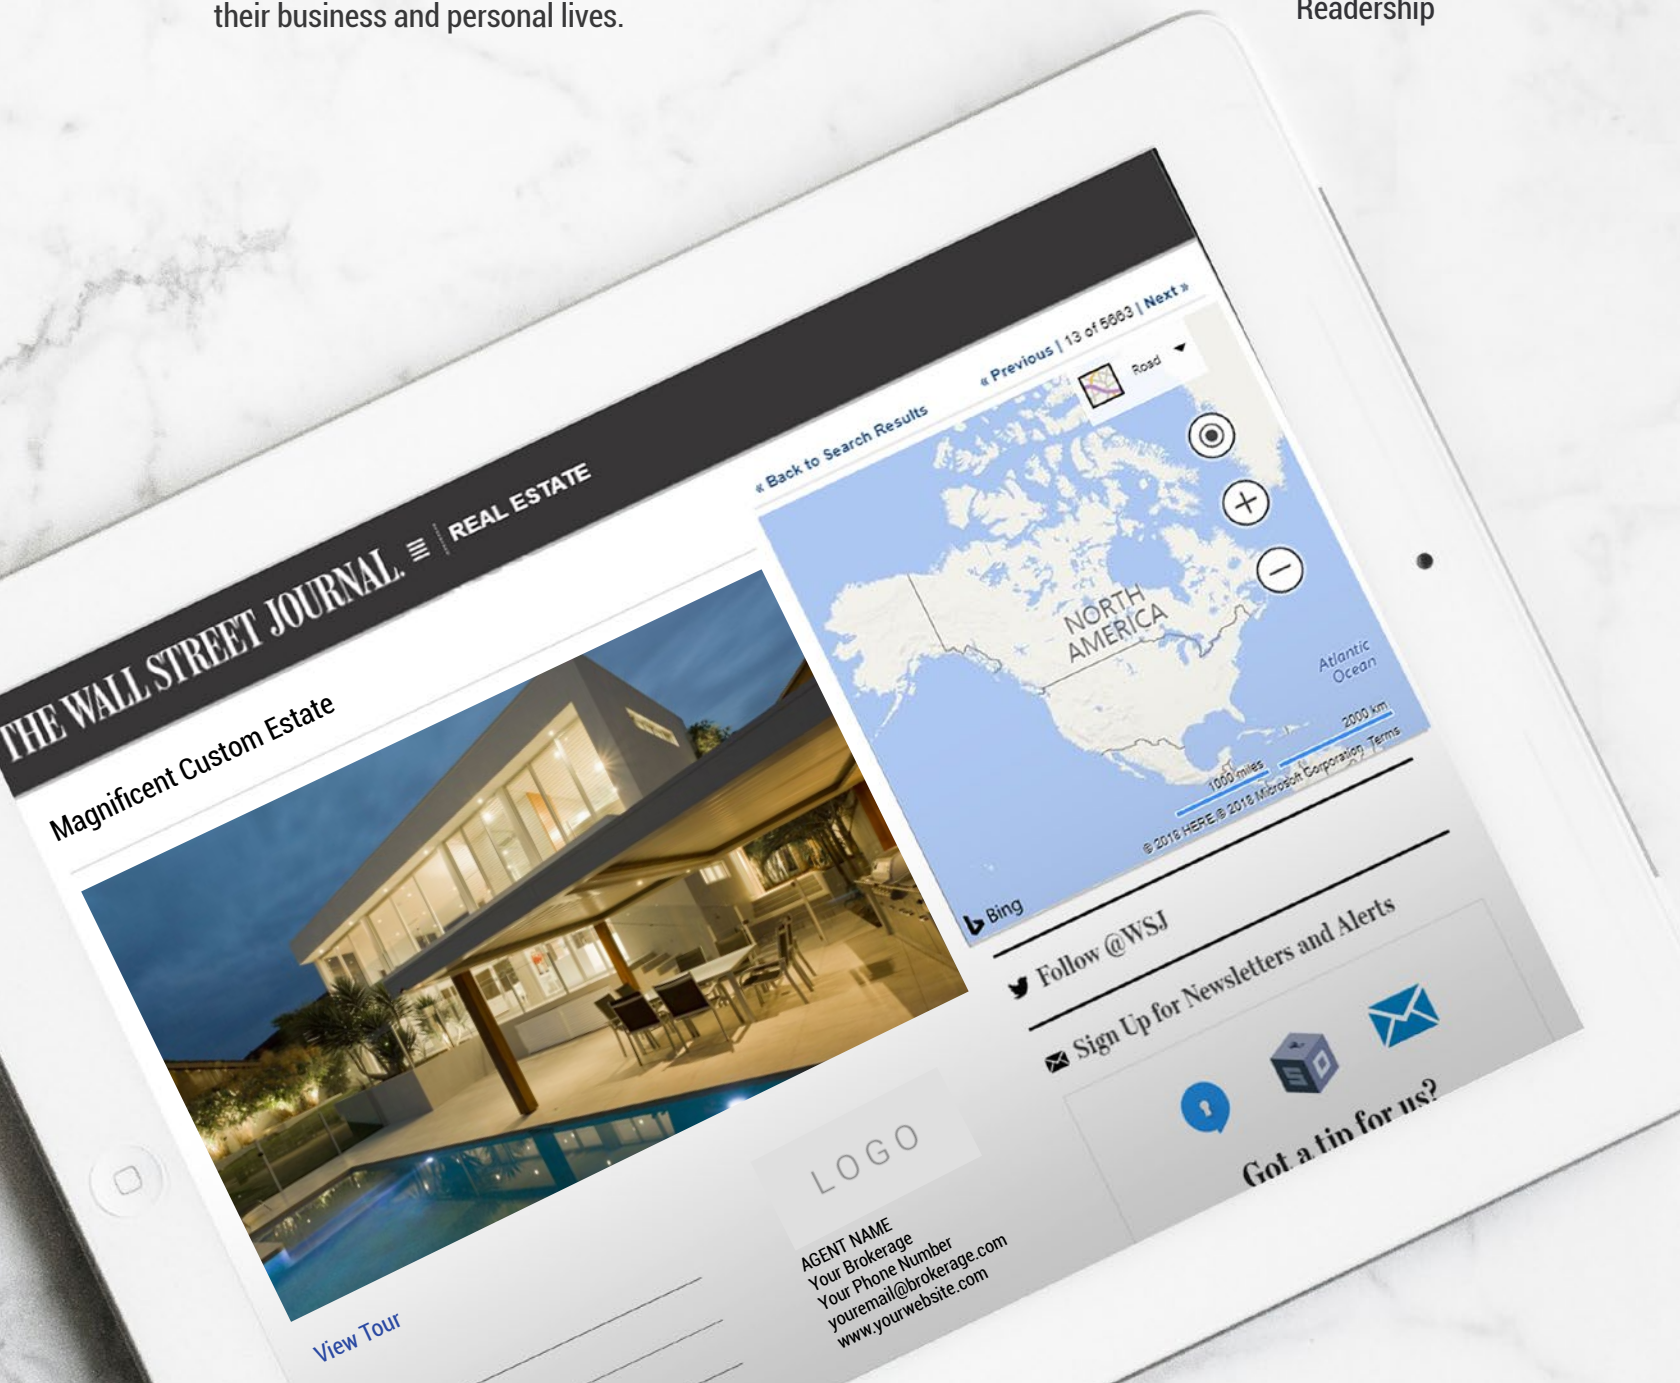 their business and personal lives.
Readership
THE WALL STREET JOURNAL.
REAL ESTATE
Magnificent Custom Estate
« Back to Search Results
« Previous | 13 of 5663 | Next »
Road
NORTH
AMERICA
Atlantic
Ocean
2000 km
1000 miles
© 2018 HERE © 2018 Microsoft Corporation Terms
Bing
Follow @WSJ
Sign Up for Newsletters and Alerts
SD
Got a tip for us?
LOGO
AGENT NAME
Your Brokerage
Your Phone Number
youremail@brokerage.com
www.yourwebsite.com
View Tour